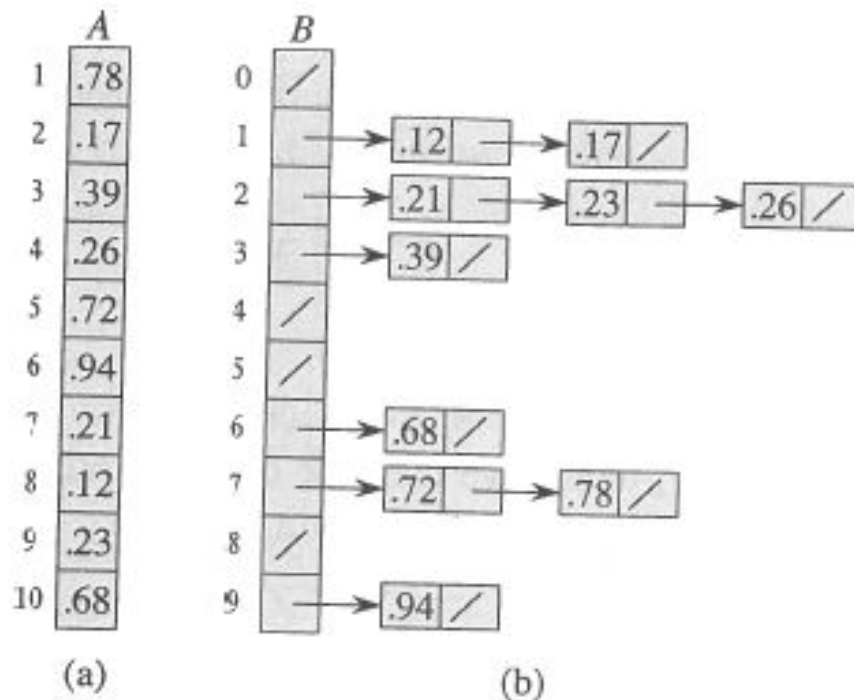 A B
1 .78 0 /
2 .17 1 .12 .17 /
3 .39 2 .21 .23 .26 /
4 .26 3 .39 /
5 .72 4 /
6 .94 5 /
7 .21 6 .68 /
8 .12 7 .72 .78 /
9 .23 8 /
10 .68 9 .94 /
(a) (b)